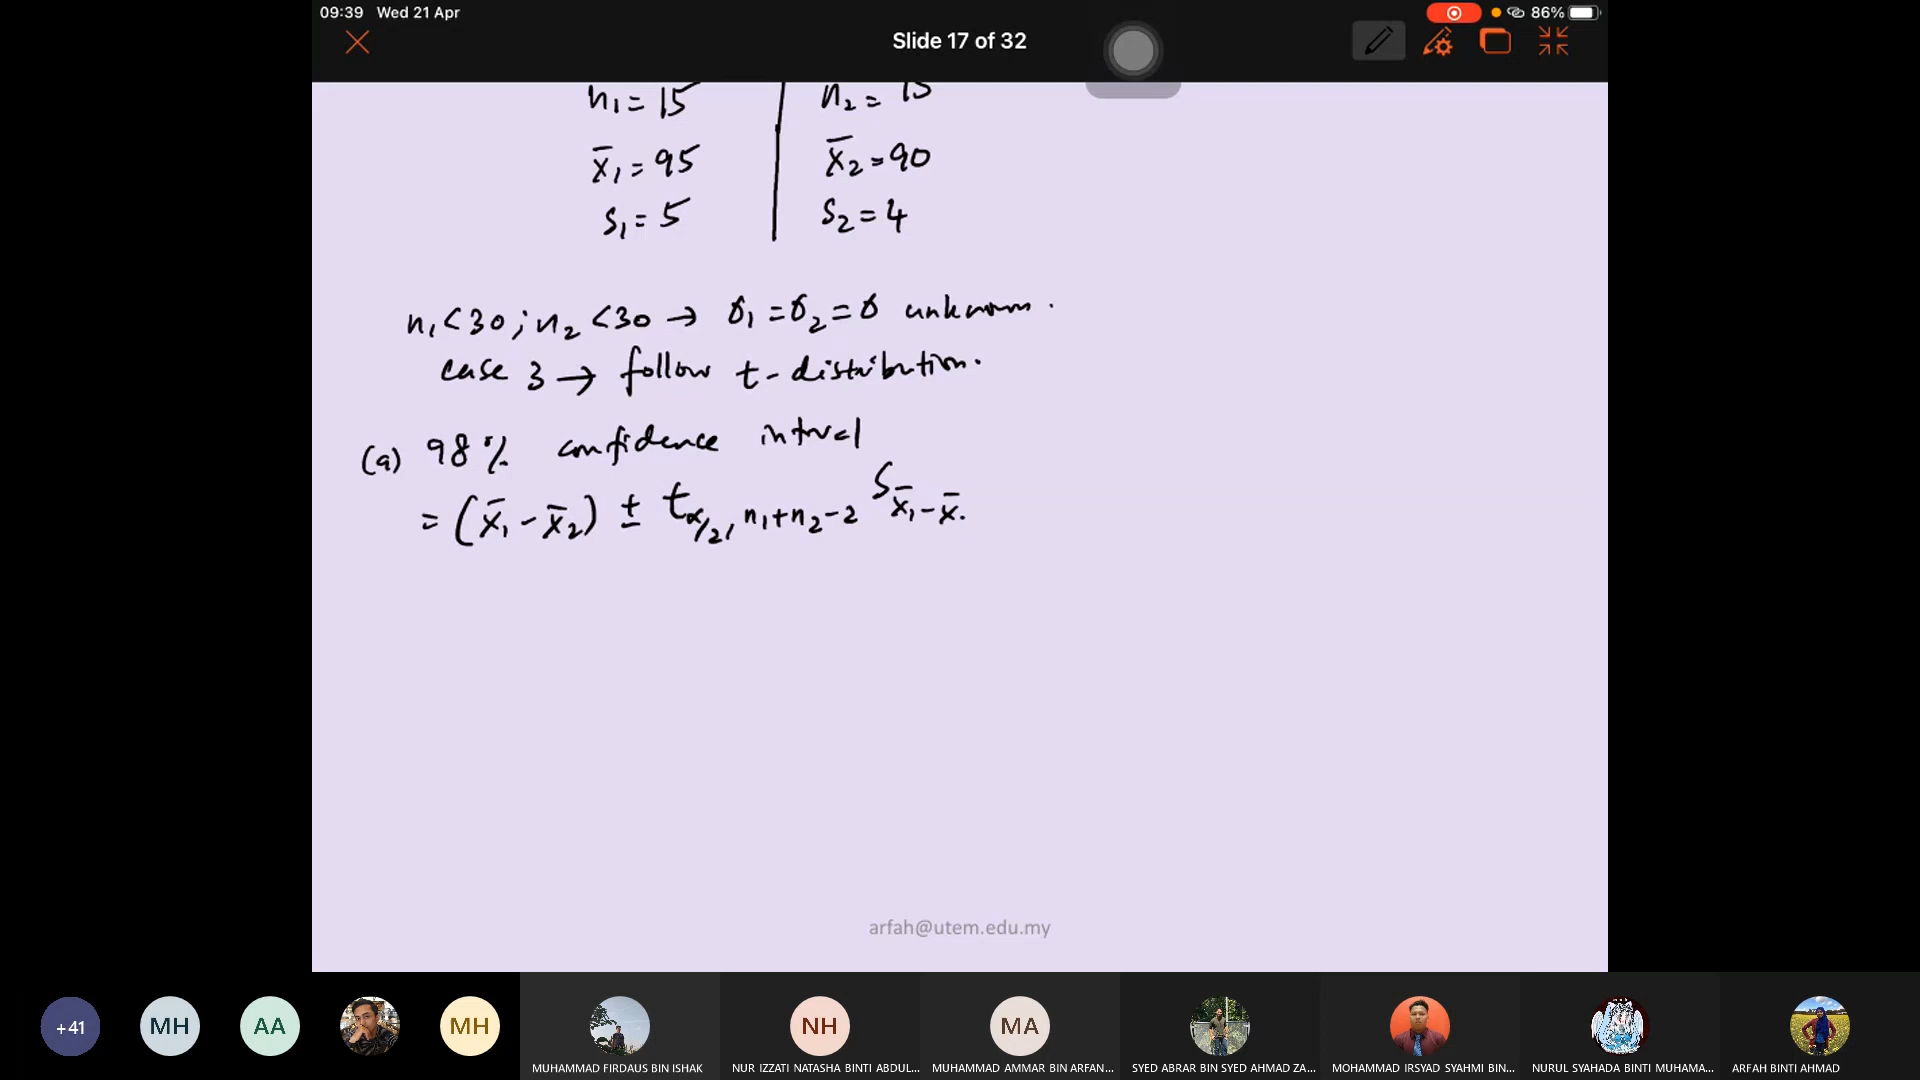 09:39 Wed 21 Apr
86%
Slide 17 of 32
n₁ = 15
n₂ = 15
x̄₁ = 95
x̄₂ = 90
s₁ = 5
s₂ = 4
n₁ < 30 ; n₂ < 30 → σ₁ = σ₂ = σ unknown.
case 3 → follow t-distribution.
(a) 98% confidence interval
= (x̄₁ - x̄₂) ± t α/2, n₁+n₂-2 S x̄₁-x̄.
arfah@utem.edu.my
+41
MH
AA
MH
NH
MA
MUHAMMAD FIRDAUS BIN ISHAK
NUR IZZATI NATASHA BINTI ABDUL...
MUHAMMAD AMMAR BIN ARFAN...
SYED ABRAR BIN SYED AHMAD ZA...
MOHAMMAD IRSYAD SYAHMI BIN...
NURUL SYAHADA BINTI MUHAMA...
ARFAH BINTI AHMAD